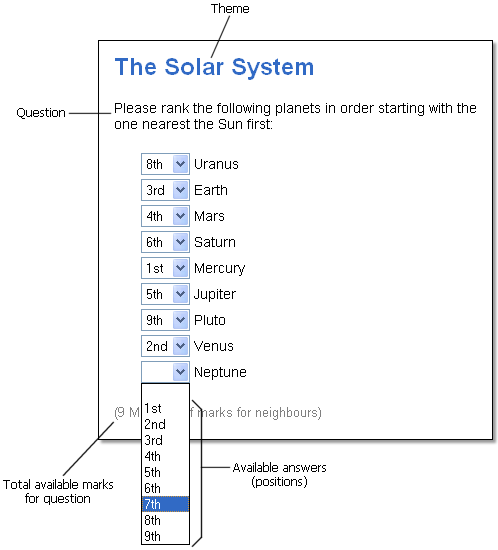 Theme
The Solar System
Question
Please rank the following planets in order starting with the
one nearest the Sun first:
8th Uranus
3rd Earth
4th Mars
6th Saturn
1st Mercury
5th Jupiter
9th Pluto
2nd Venus
Neptune
(9 M f marks for neighbours)
1st
2nd
3rd
4th
5th
6th
7th
8th
9th
Total available marks
for question
Available answers
(positions)